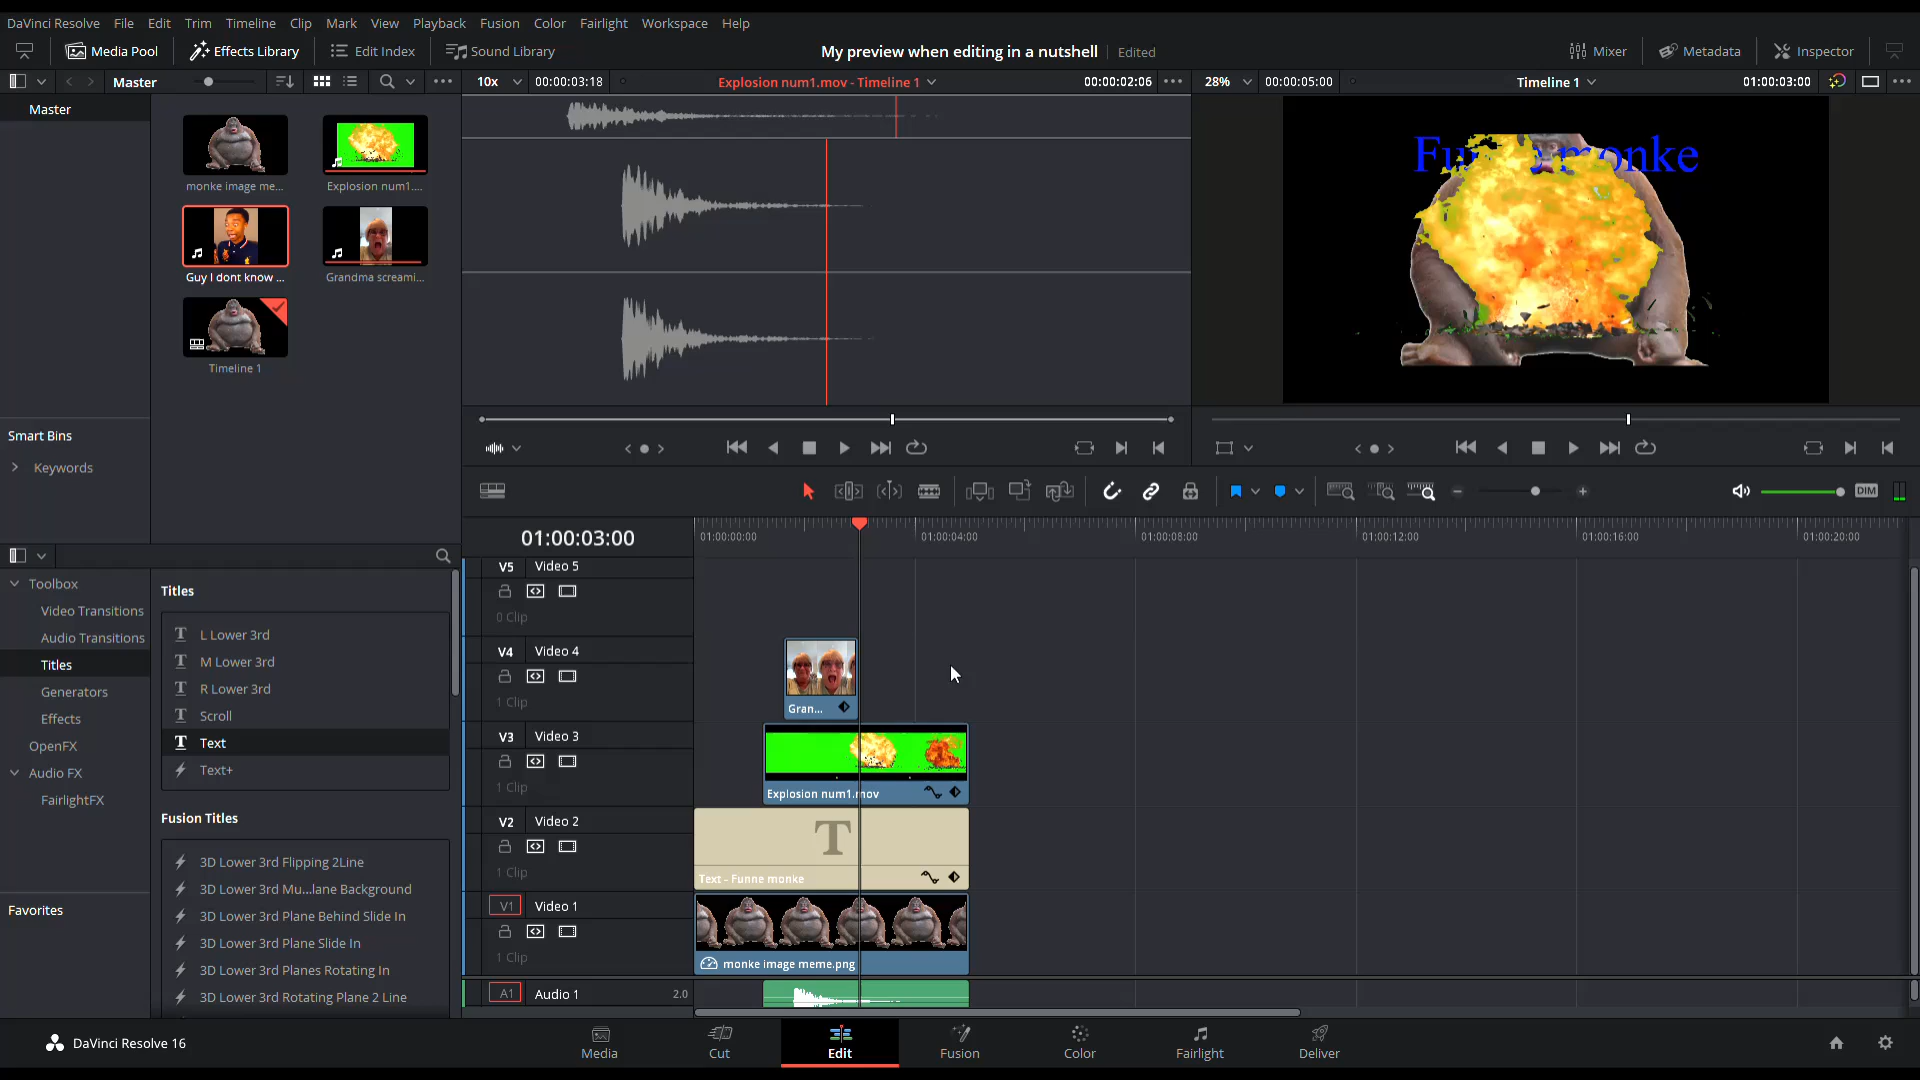 DaVinci Resolve File Edit Trim Timeline Clip Mark View Playback Fusion Color Fairlight Workspace Help
Media Pool Effects Library Edit Index Sound Library My preview when editing in a nutshell Edited Mixer Metadata Inspector
Master 10x 00:00:03:18 Explosion num1.mov - Timeline 1 00:00:02:06 28% 00:00:05:00 Timeline 1 01:00:03:00
Master
monke image me... Explosion num1....
Guy I dont know ... Grandma screami...
Timeline 1
Smart Bins
Keywords
DIM
01:00:03:00
01:00:00:00 01:00:04:00 01:00:08:00 01:00:12:00 01:00:16:00 01:00:20:00
V5 Video 5
0 Clip
V4 Video 4
1 Clip
Gran...
V3 Video 3
1 Clip
Explosion num1.mov
V2 Video 2
1 Clip
T
Text - Funne monke
V1 Video 1
1 Clip
monke image meme.png
A1 Audio 1 2.0
Toolbox
Video Transitions
Audio Transitions
Titles
Generators
Effects
OpenFX
Audio FX
FairlightFX
Favorites
Titles
L Lower 3rd
M Lower 3rd
R Lower 3rd
Scroll
Text
Text+
Fusion Titles
3D Lower 3rd Flipping 2Line
3D Lower 3rd Mu...lane Background
3D Lower 3rd Plane Behind Slide In
3D Lower 3rd Plane Slide In
3D Lower 3rd Planes Rotating In
3D Lower 3rd Rotating Plane 2 Line
DaVinci Resolve 16 Media Cut Edit Fusion Color Fairlight Deliver